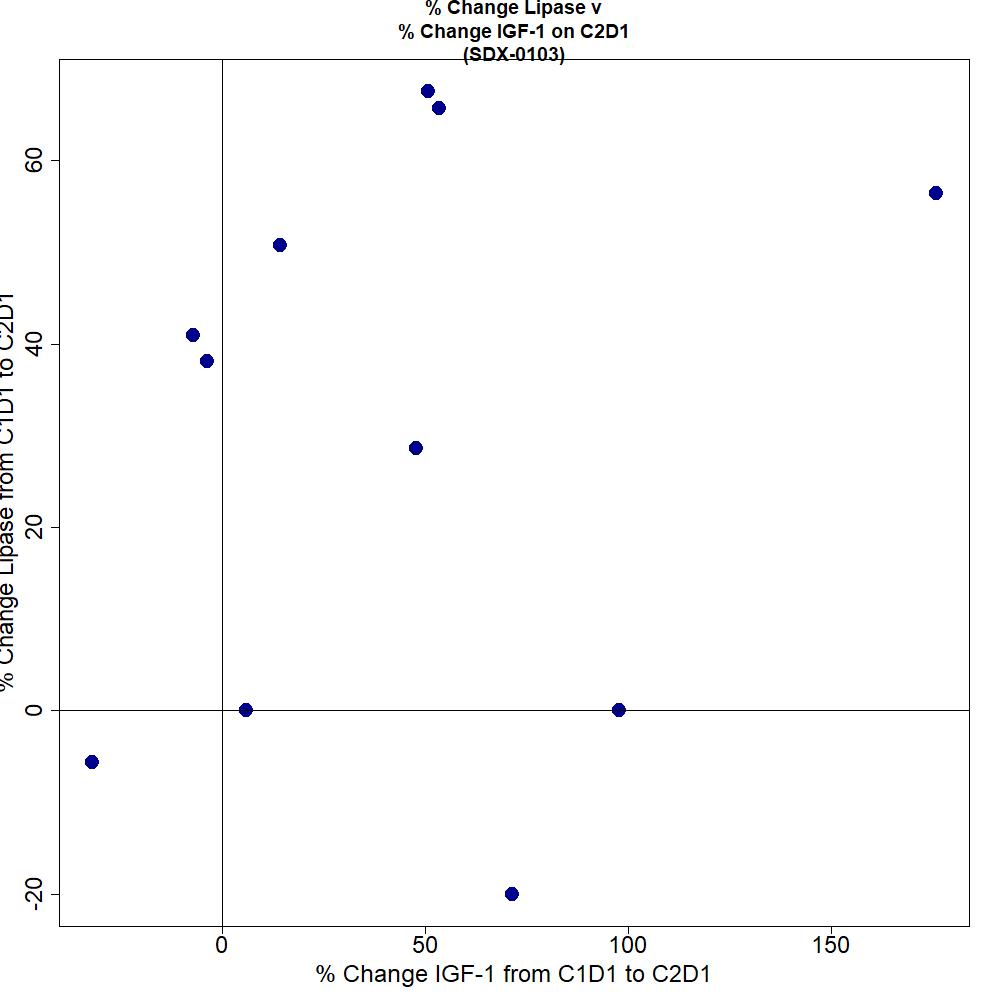 % Change Lipase v
% Change IGF-1 on C2D1
(SDX-0103)
% Change Lipase from C1D1 to C2D1
60
40
20
0
-20
0
50
100
150
% Change IGF-1 from C1D1 to C2D1